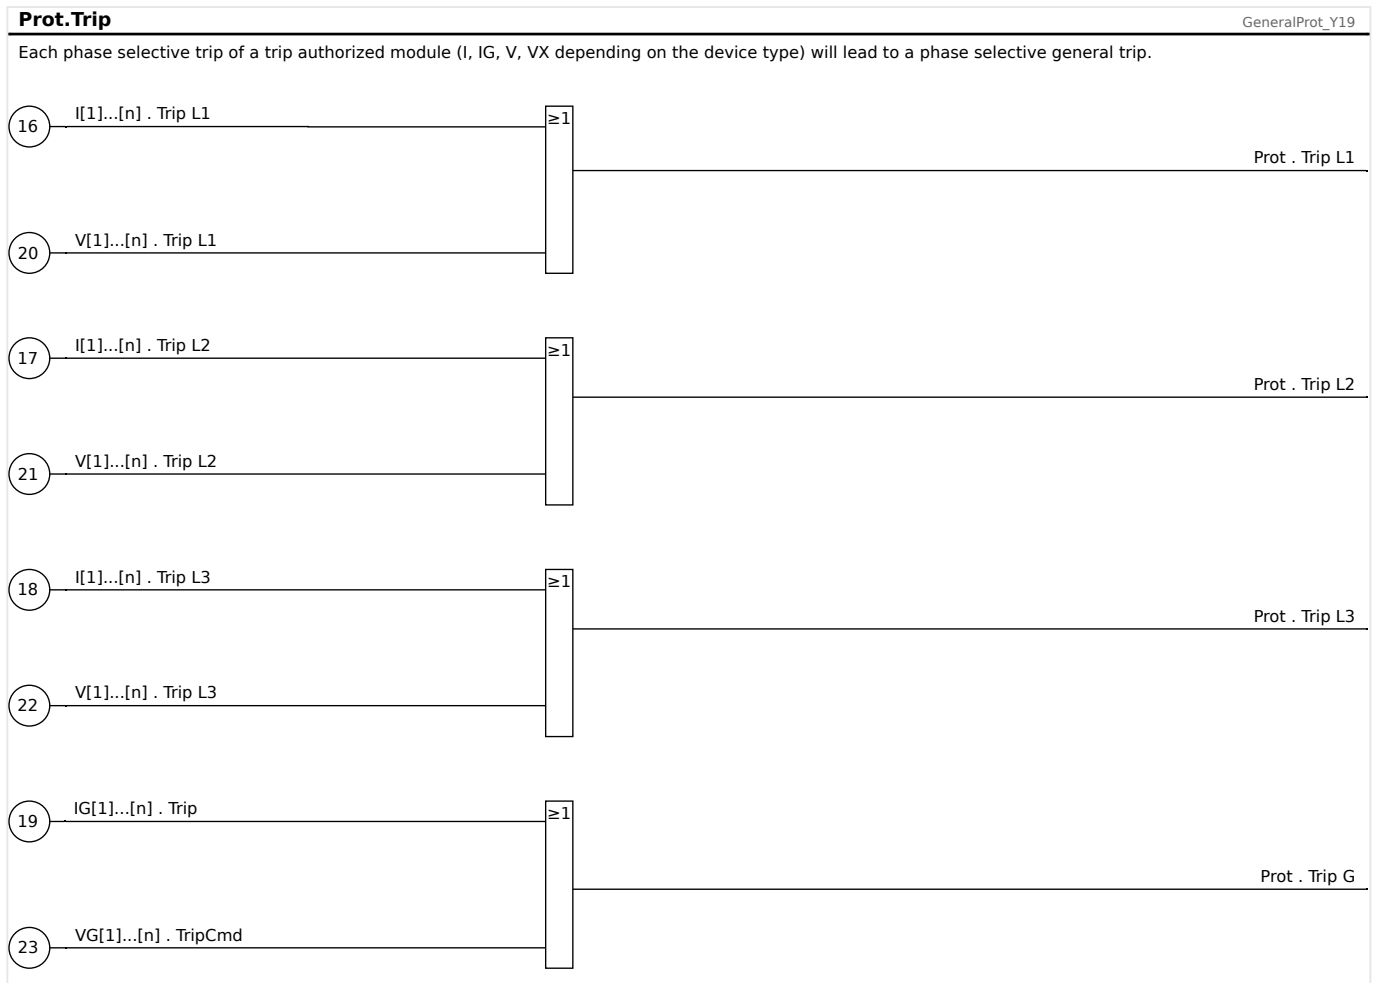 Prot.Trip
GeneralProt_Y19
Each phase selective trip of a trip authorized module (I, IG, V, VX depending on the device type) will lead to a phase selective general trip.
I[1]...[n] . Trip L1
16
≥1
Prot . Trip L1
V[1]...[n] . Trip L1
20
I[1]...[n] . Trip L2
17
≥1
Prot . Trip L2
V[1]...[n] . Trip L2
21
I[1]...[n] . Trip L3
18
≥1
Prot . Trip L3
V[1]...[n] . Trip L3
22
IG[1]...[n] . Trip
19
≥1
Prot . Trip G
VG[1]...[n] . TripCmd
23